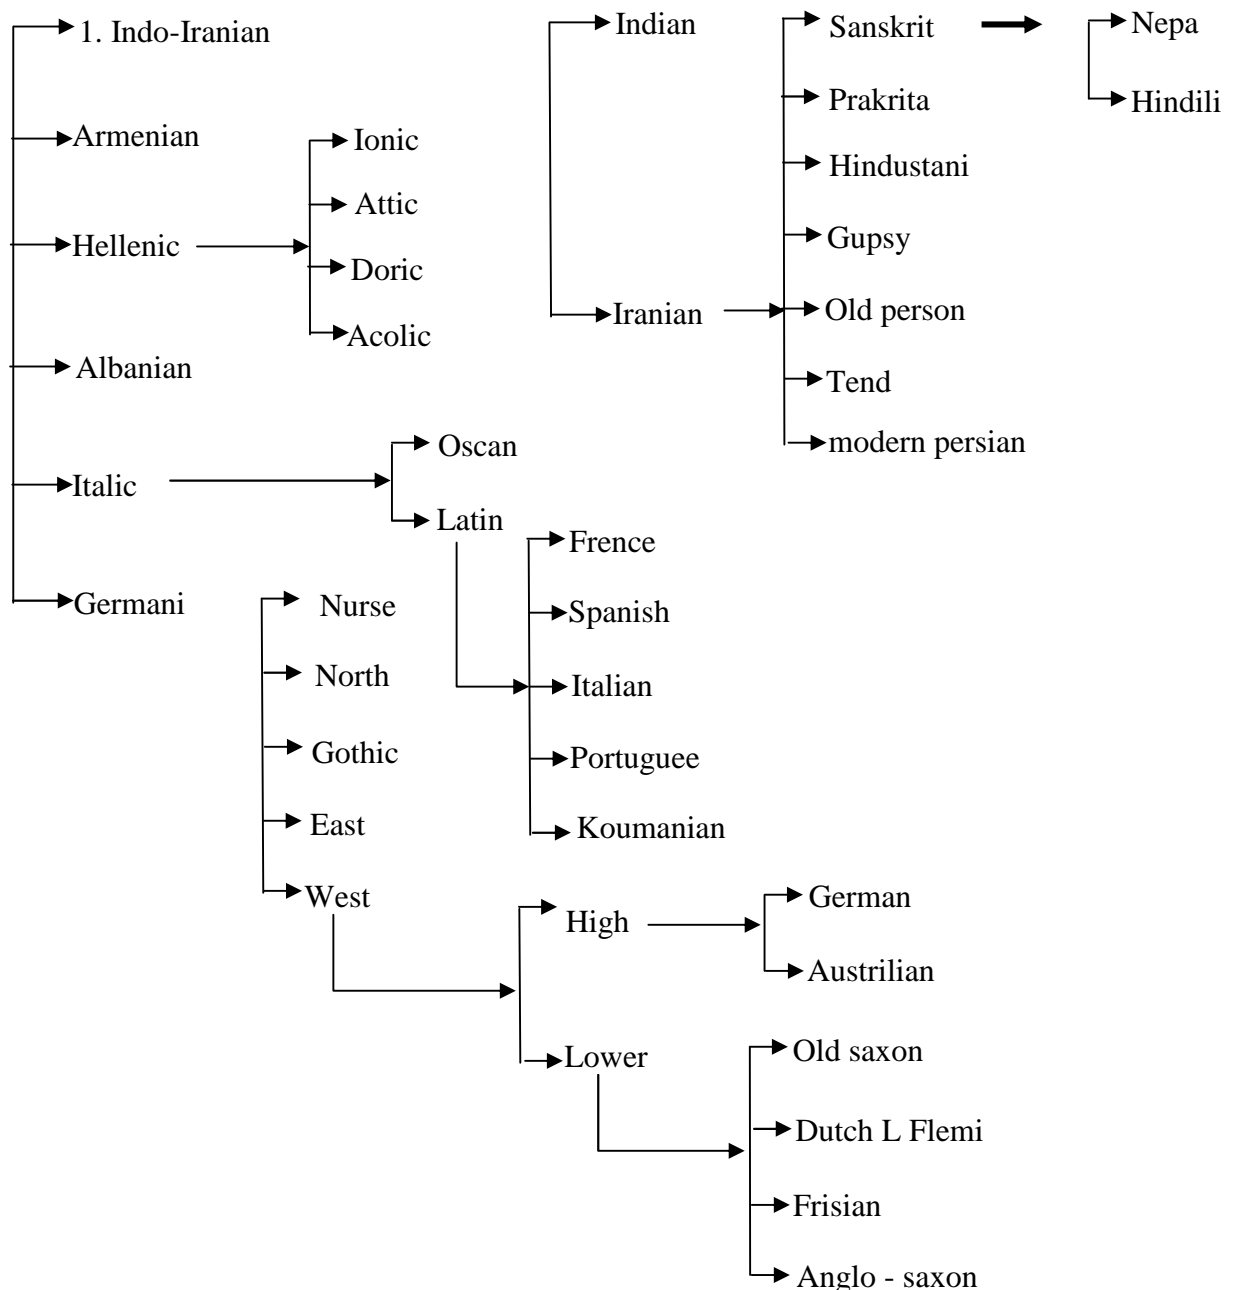 1. Indo-Iranian
Armenian
Hellenic
Albanian
Italic
Germani
Ionic
Attic
Doric
Acolic
Indian
Iranian
Sanskrit
Prakrita
Hindustani
Gupsy
Old person
Tend
modern persian
Nepa
Hindili
Oscan
Latin
Frence
Spanish
Italian
Portuguee
Koumanian
Nurse
North
Gothic
East
West
High
Lower
German
Austrilian
Old saxon
Dutch L Flemi
Frisian
Anglo - saxon